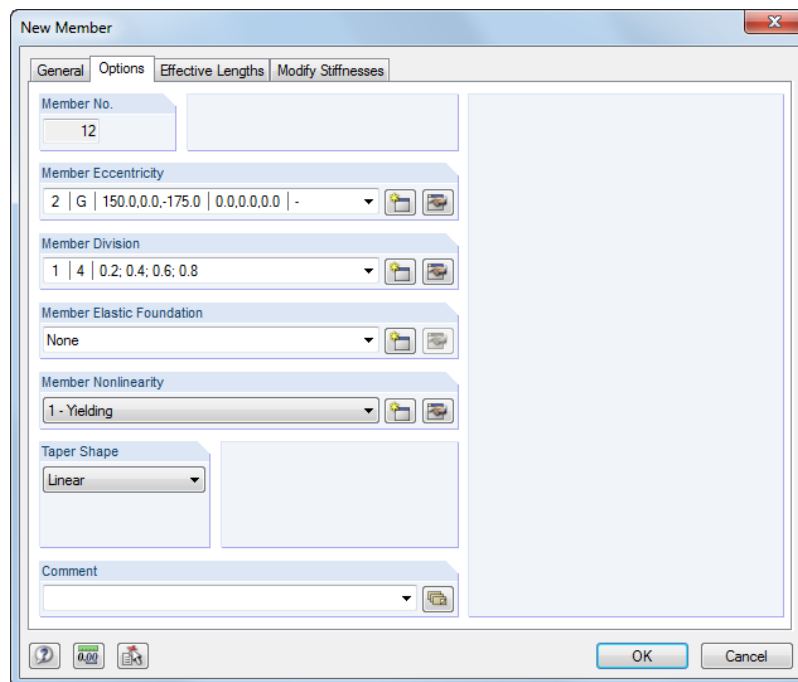 New Member
General Options Effective Lengths Modify Stiffnesses
Member No.
12
Member Eccentricity
2 | G | 150.0,0.0,-175.0 | 0.0,0.0,0.0 | -
Member Division
1 | 4 | 0.2; 0.4; 0.6; 0.8
Member Elastic Foundation
None
Member Nonlinearity
1 - Yielding
Taper Shape
Linear
Comment
0.00 OK Cancel